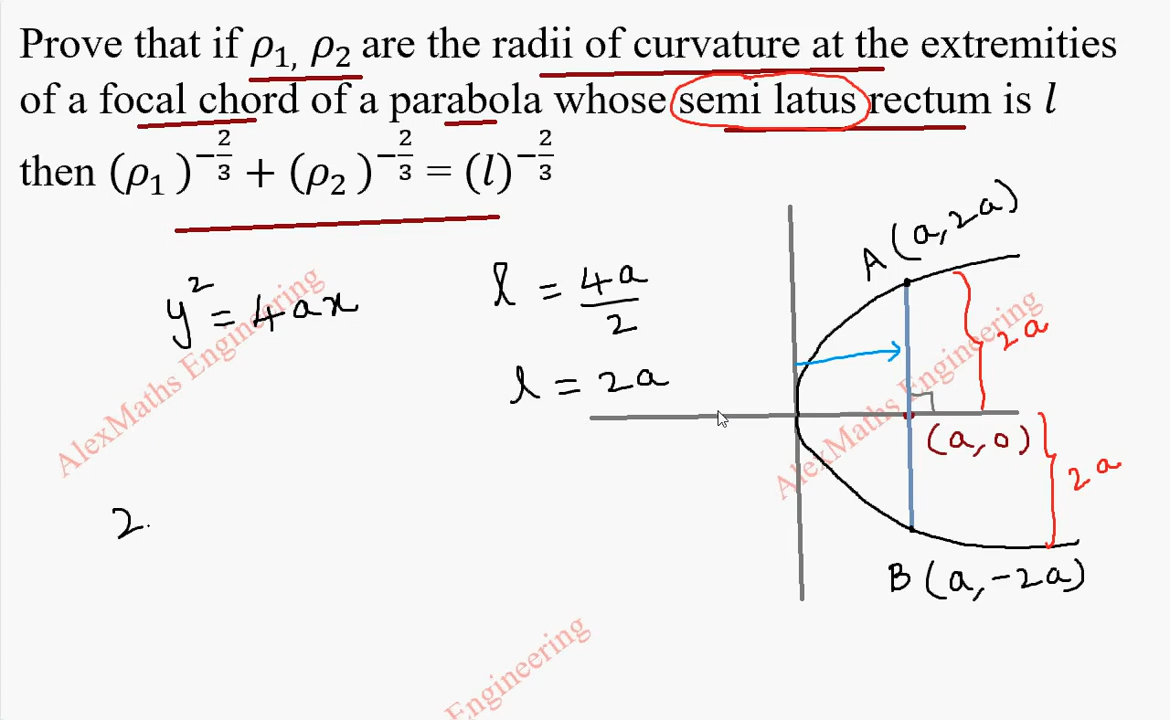 Prove that if ρ₁, ρ₂ are the radii of curvature at the extremities
of a focal chord of a parabola whose semi latus rectum is l
then (ρ₁)^{-2/3} + (ρ₂)^{-2/3} = (l)^{-2/3}
A (a, 2a)
y² = 4ax
l = 4a/2
2a
l = 2a
(a, 0)
2a
2.
B (a, -2a)
AlexMaths Engineering
AlexMaths Engineering
Engineering